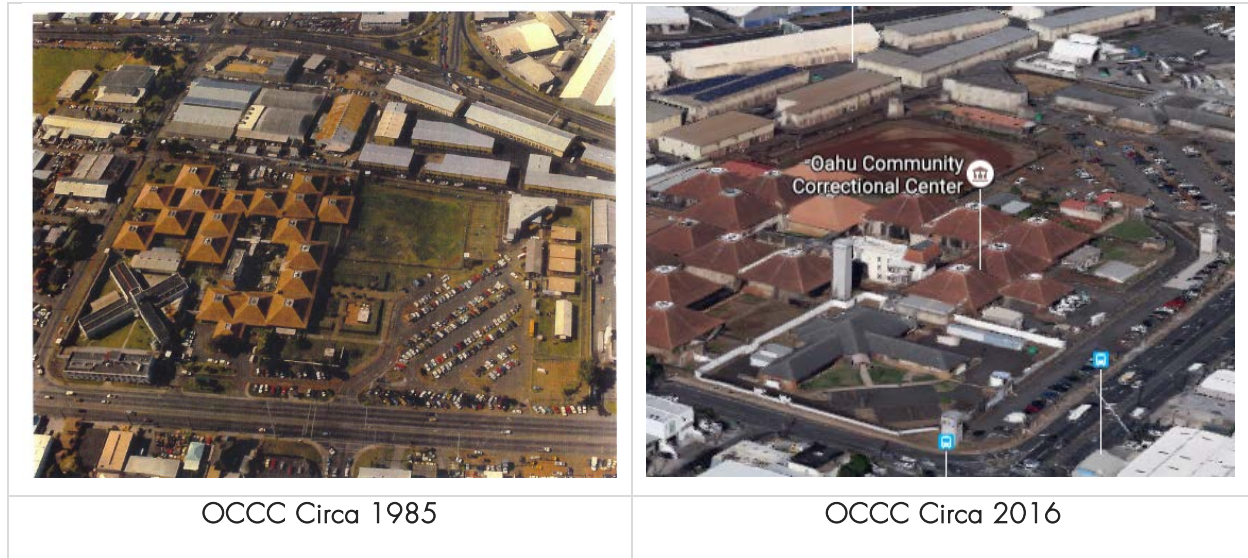 Oahu Community
Correctional Center
OCCC Circa 1985
OCCC Circa 2016